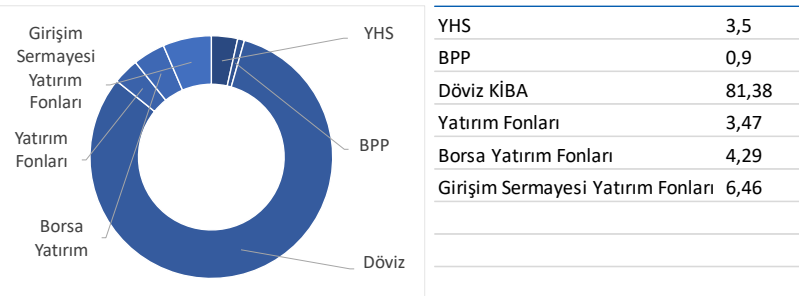 Girişim
Sermayesi
Yatırım
Fonları
Yatırım
Fonları
Borsa
Yatırım
YHS
BPP
Döviz
YHS 3,5
BPP 0,9
Döviz KİBA 81,38
Yatırım Fonları 3,47
Borsa Yatırım Fonları 4,29
Girişim Sermayesi Yatırım Fonları 6,46